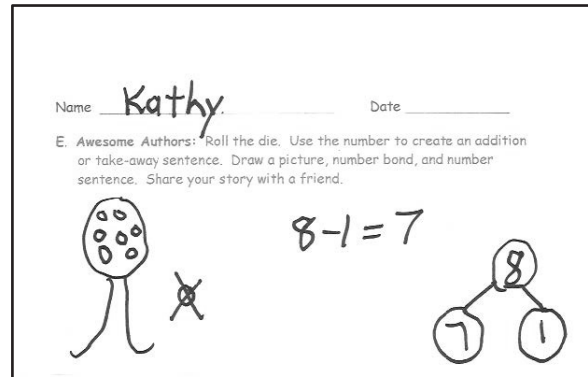 Name Kathy. Date
E. Awesome Authors: Roll the die. Use the number to create an addition
or take-away sentence. Draw a picture, number bond, and number
sentence. Share your story with a friend.
8-1=7
8
7 1